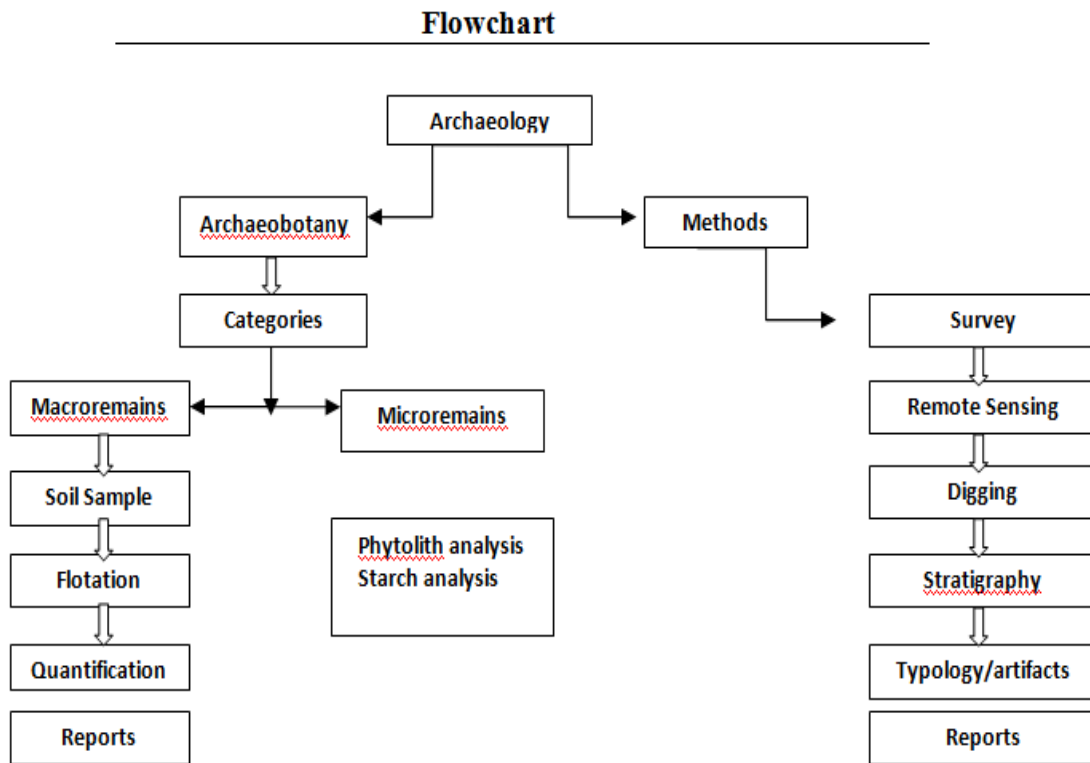 Flowchart
Archaeology
Archaeobotany
Methods
Categories
Survey
Macroremains
Microremains
Remote Sensing
Soil Sample
Digging
Phytolith analysis
Starch analysis
Flotation
Stratigraphy
Quantification
Typology/artifacts
Reports
Reports